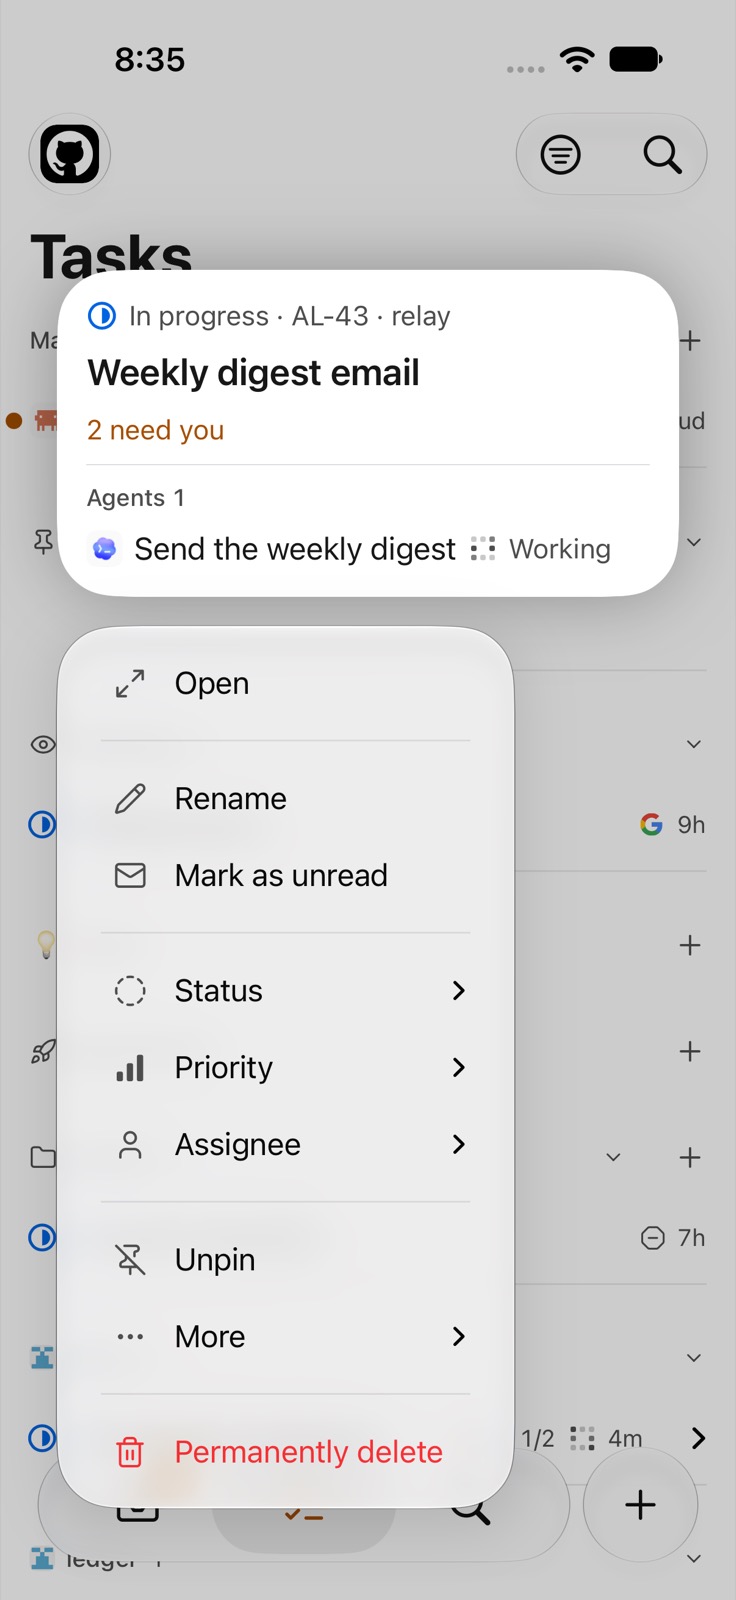 8:35
Tasks
In progress · AL-43 · relay
Weekly digest email
2 need you
Agents 1
Send the weekly digest Working
Open
Rename
Mark as unread
9h
Status
Priority
Assignee
7h
Unpin
More
1/2 4m
Permanently delete
ledger